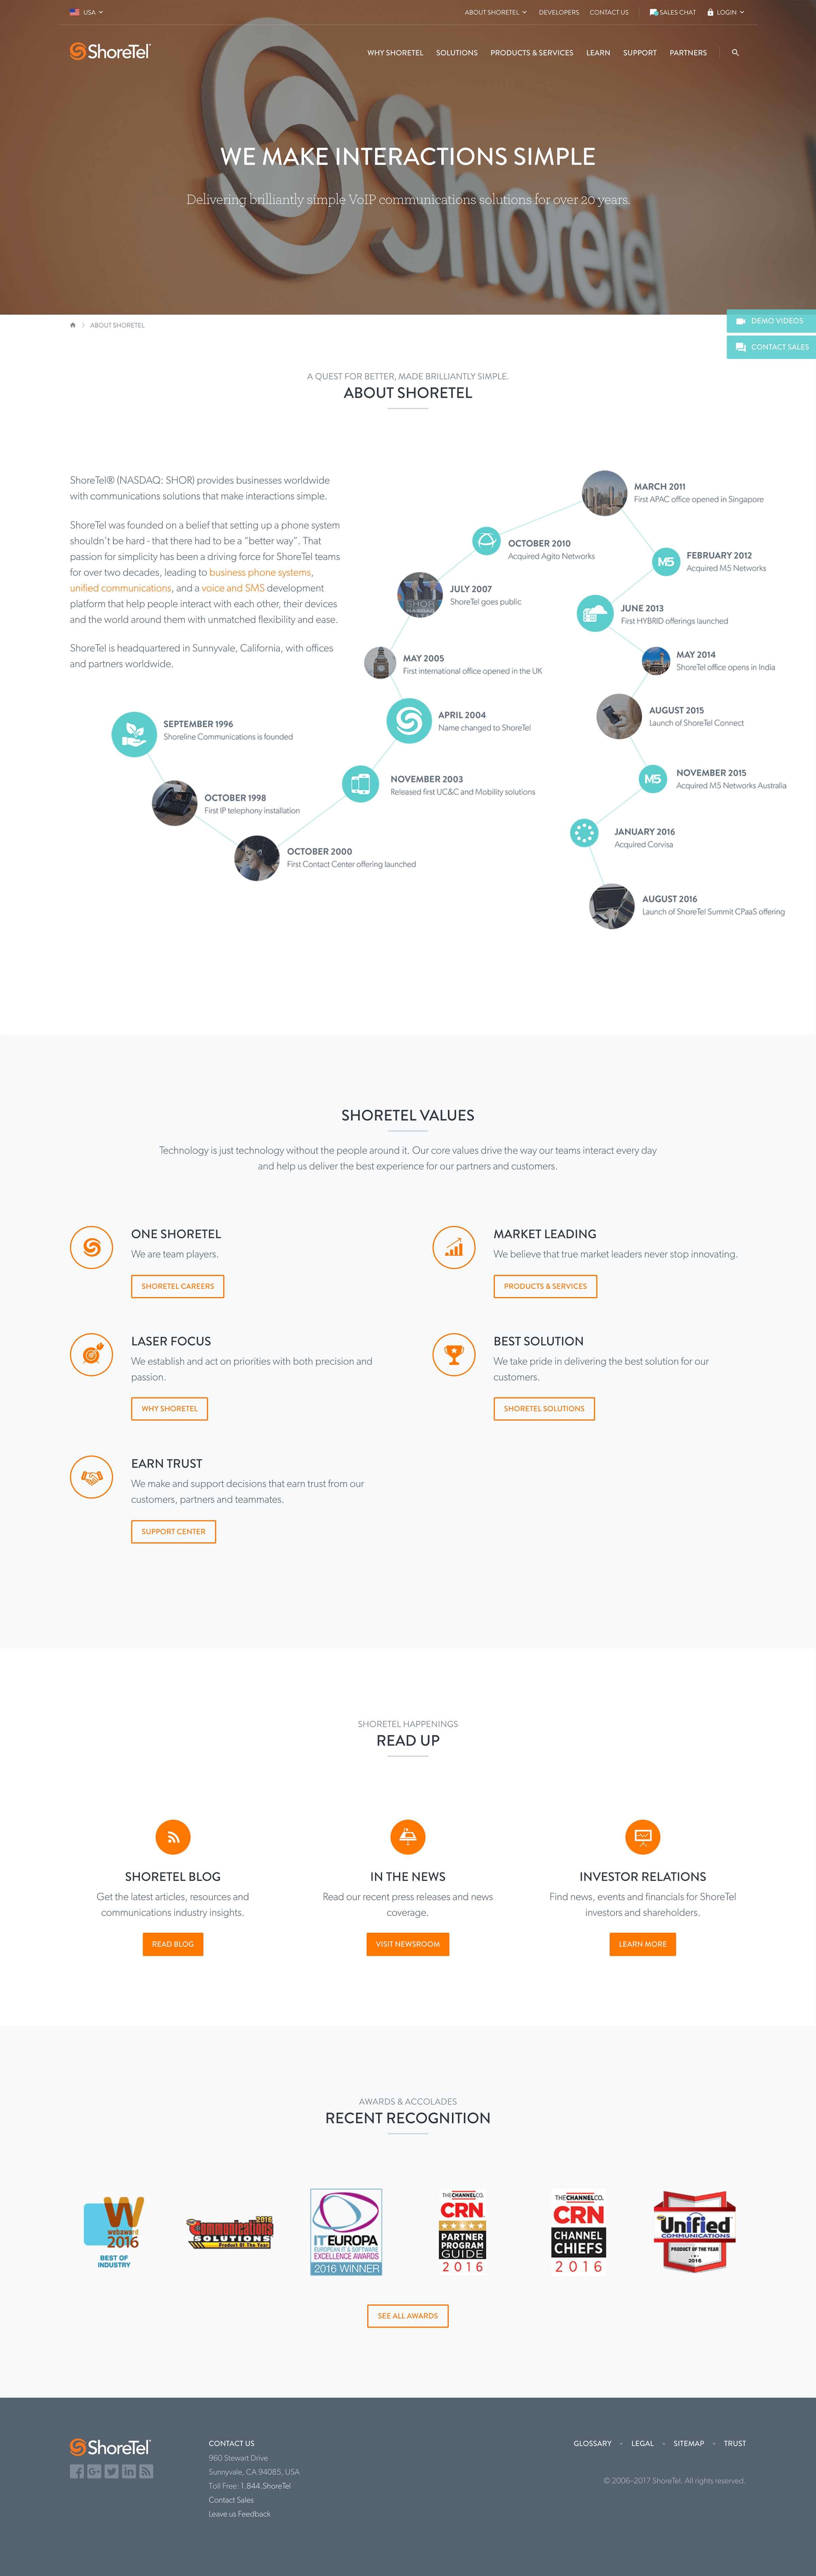 USA
ABOUT SHORETEL
DEVELOPERS
CONTACT US
SALES CHAT
LOGIN
ShoreTel
WHY SHORETEL
SOLUTIONS
PRODUCTS & SERVICES
LEARN
SUPPORT
PARTNERS
ShoreTel
WE MAKE INTERACTIONS SIMPLE
Delivering brilliantly simple VoIP communications solutions for over 20 years.
DEMO VIDEOS
CONTACT SALES
ABOUT SHORETEL
A QUEST FOR BETTER, MADE BRILLIANTLY SIMPLE.
ABOUT SHORETEL
ShoreTel® (NASDAQ: SHOR) provides businesses worldwide
with communications solutions that make interactions simple.
ShoreTel was founded on a belief that setting up a phone system
shouldn't be hard - that there had to be a "better way". That
passion for simplicity has been a driving force for ShoreTel teams
for over two decades, leading to business phone systems,
unified communications, and a voice and SMS development
platform that help people interact with each other, their devices
and the world around them with unmatched flexibility and ease.
ShoreTel is headquartered in Sunnyvale, California, with offices
and partners worldwide.
SEPTEMBER 1996
Shoreline Communications is founded
OCTOBER 1998
First IP telephony installation
OCTOBER 2000
First Contact Center offering launched
NOVEMBER 2003
Released first UC&C and Mobility solutions
APRIL 2004
Name changed to ShoreTel
MAY 2005
First international office opened in the UK
SHOR
NASDAQ
JULY 2007
ShoreTel goes public
OCTOBER 2010
Acquired Agito Networks
MARCH 2011
First APAC office opened in Singapore
M5
FEBRUARY 2012
Acquired M5 Networks
JUNE 2013
First HYBRID offerings launched
MAY 2014
ShoreTel office opens in India
AUGUST 2015
Launch of ShoreTel Connect
M5
NOVEMBER 2015
Acquired M5 Networks Australia
JANUARY 2016
Acquired Corvisa
AUGUST 2016
Launch of ShoreTel Summit CPaaS offering
SHORETEL VALUES
Technology is just technology without the people around it. Our core values drive the way our teams interact every day
and help us deliver the best experience for our partners and customers.
ONE SHORETEL
We are team players.
SHORETEL CAREERS
MARKET LEADING
We believe that true market leaders never stop innovating.
PRODUCTS & SERVICES
LASER FOCUS
We establish and act on priorities with both precision and
passion.
WHY SHORETEL
BEST SOLUTION
We take pride in delivering the best solution for our
customers.
SHORETEL SOLUTIONS
EARN TRUST
We make and support decisions that earn trust from our
customers, partners and teammates.
SUPPORT CENTER
SHORETEL HAPPENINGS
READ UP
SHORETEL BLOG
Get the latest articles, resources and
communications industry insights.
READ BLOG
IN THE NEWS
Read our recent press releases and news
coverage.
VISIT NEWSROOM
INVESTOR RELATIONS
Find news, events and financials for ShoreTel
investors and shareholders.
LEARN MORE
AWARDS & ACCOLADES
RECENT RECOGNITION
W
webaward
2016
BEST OF
INDUSTRY
2016
Communications
SOLUTIONS
Product Of The Year
IT EUROPA
EUROPEAN IT & SOFTWARE
EXCELLENCE AWARDS
2016 WINNER
THE CHANNEL CO.
CRN
PARTNER
PROGRAM
GUIDE
2016
THE CHANNEL CO.
CRN
CHANNEL
CHIEFS
2016
Unified
COMMUNICATIONS
PRODUCT OF THE YEAR
2016
SEE ALL AWARDS
ShoreTel
CONTACT US
960 Stewart Drive
Sunnyvale, CA 94085, USA
Toll Free: 1.844.ShoreTel
Contact Sales
Leave us Feedback
GLOSSARY • LEGAL • SITEMAP • TRUST
© 2006–2017 ShoreTel. All rights reserved.